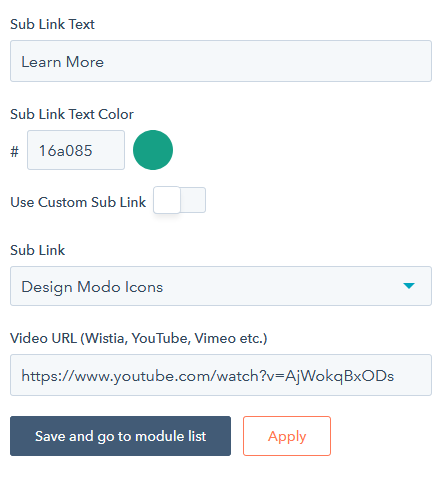 Sub Link Text
Learn More
Sub Link Text Color
# 16a085
Use Custom Sub Link
Sub Link
Design Modo Icons
Video URL (Wistia, YouTube, Vimeo etc.)
https://www.youtube.com/watch?v=AjWokqBxODs
Save and go to module list Apply